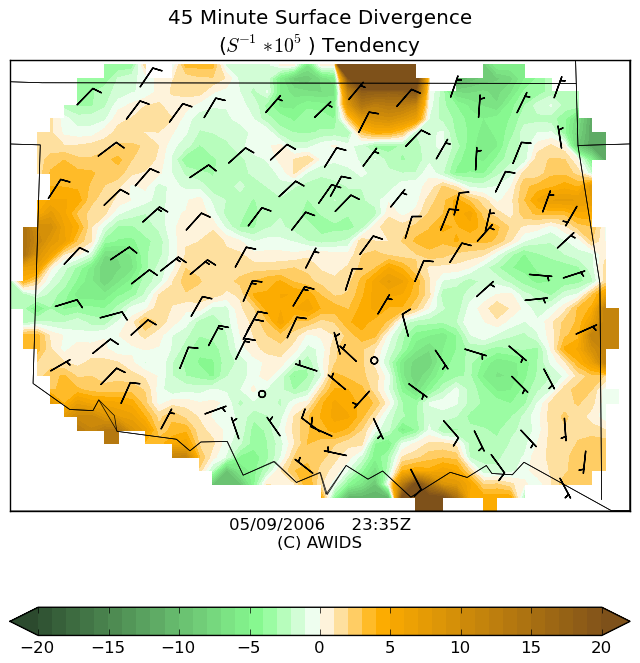 45 Minute Surface Divergence
(S⁻¹ *10⁵ ) Tendency
05/09/2006 23:35Z
(C) AWIDS
−20 −15 −10 −5 0 5 10 15 20